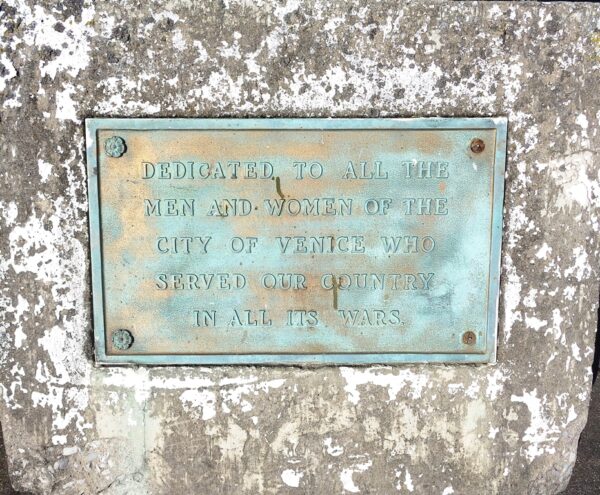 DEDICATED TO ALL THE
MEN AND WOMEN OF THE
CITY OF VENICE WHO
SERVED OUR COUNTRY
IN ALL ITS WARS.